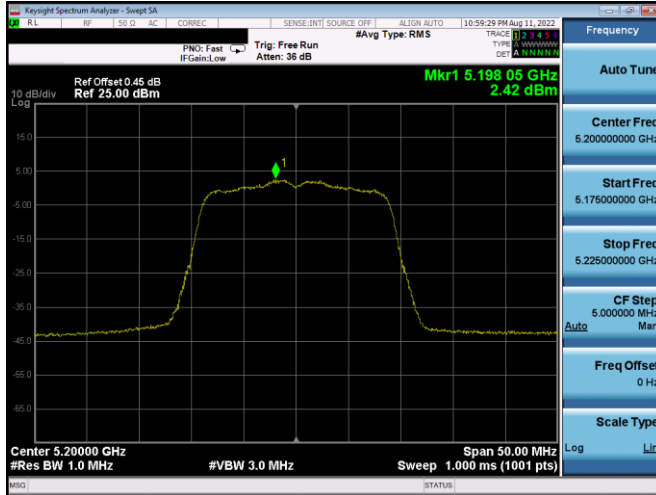 Keysight Spectrum Analyzer - Swept SA
RL RF 50 Ω AC CORREC SENSE:INT SOURCE OFF ALIGN AUTO 10:59:29 PM Aug 11, 2022
#Avg Type: RMS
TRACE 1 2 3 4 5 6
PNO: Fast Trig: Free Run TYPE A WWWWW
IFGain:Low Atten: 36 dB DET A N N N N N
Mkr1 5.198 05 GHz
2.42 dBm
Ref Offset 0.45 dB
10 dB/div Ref 25.00 dBm
Log
15.0
5.00
-5.00
-15.0
-25.0
-35.0
-45.0
-55.0
-65.0
1
Center 5.20000 GHz Span 50.00 MHz
#Res BW 1.0 MHz #VBW 3.0 MHz Sweep 1.000 ms (1001 pts)
MSG STATUS
Frequency
Auto Tune
Center Freq
5.200000000 GHz
Start Freq
5.175000000 GHz
Stop Freq
5.225000000 GHz
CF Step
5.000000 MHz
Auto Man
Freq Offset
0 Hz
Scale Type
Log Lin